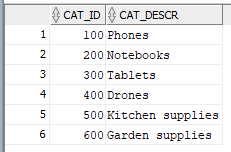 CAT_ID CAT_DESCR
1 100 Phones
2 200 Notebooks
3 300 Tablets
4 400 Drones
5 500 Kitchen supplies
6 600 Garden supplies